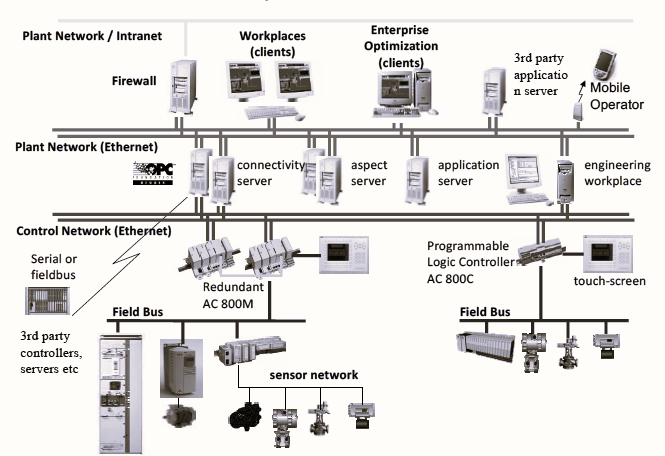 Plant Network / Intranet
Workplaces
(clients)
Enterprise
Optimization
(clients)
3rd party
applicatio
n server
Firewall
Mobile
Operator
Plant Network (Ethernet)
OPC
FOUNDATION
connectivity
server
aspect
server
application
server
engineering
workplace
Control Network (Ethernet)
Serial or
fieldbus
Redundant
AC 800M
Programmable
Logic Controller
AC 800C
touch-screen
Field Bus
Field Bus
3rd party
controllers,
servers etc
sensor network